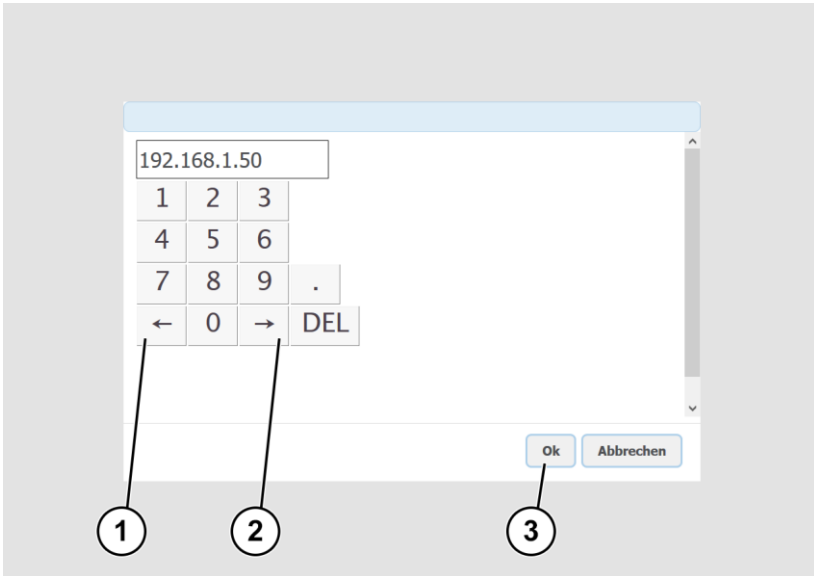 192.168.1.50
1 2 3
4 5 6
7 8 9 .
← 0 → DEL
Ok Abbrechen
1 2 3